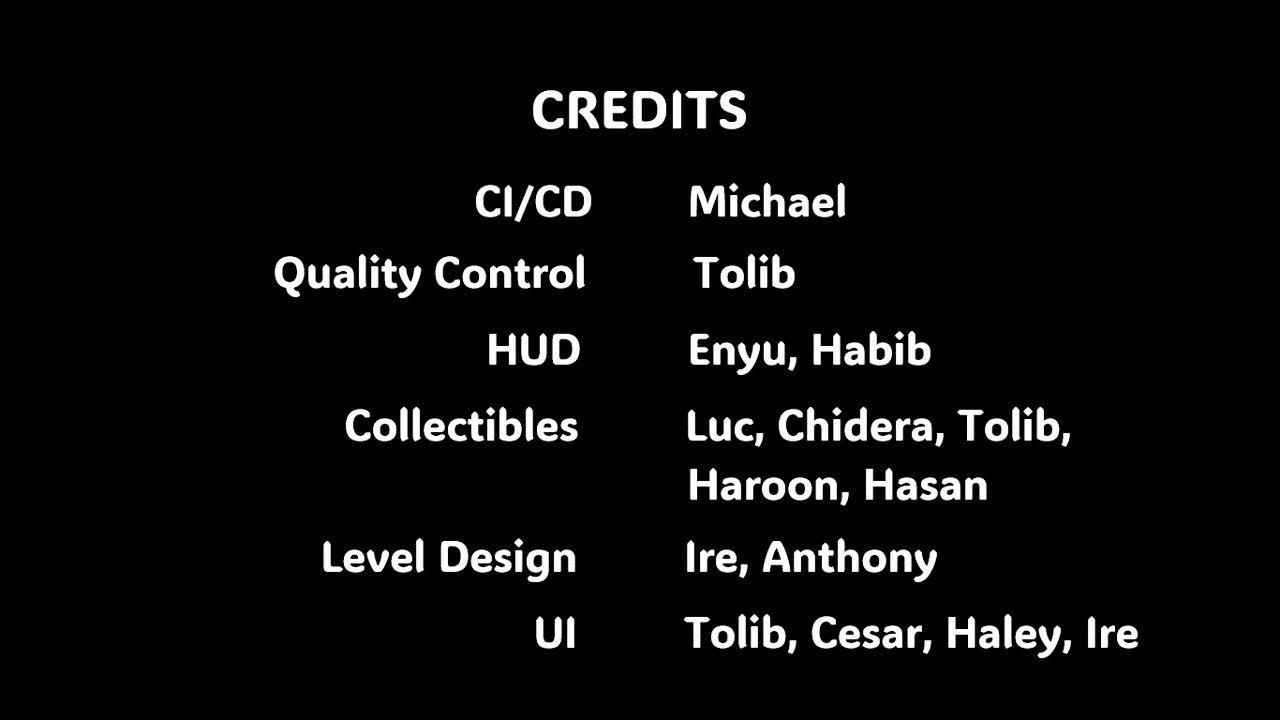 CREDITS
CI/CD Michael
Quality Control Tolib
HUD Enyu, Habib
Collectibles Luc, Chidera, Tolib,
Haroon, Hasan
Level Design Ire, Anthony
UI Tolib, Cesar, Haley, Ire